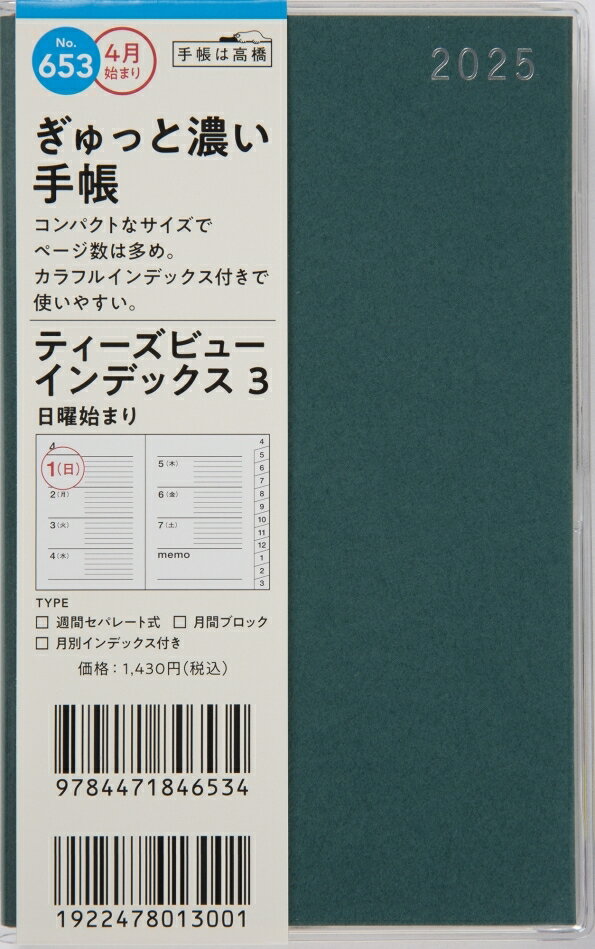 No.
653
4月
始まり
手帳は高橋
2025
ぎゅっと濃い
手帳
コンパクトなサイズで
ページ数は多め。
カラフルインデックス付きで
使いやすい。
ティーズビュー
インデックス 3
日曜始まり
4
1(日)
2(月)
3(火)
4(水)
5(木)
6(金)
7(土)
memo
4
5
6
7
8
9
10
11
12
1
2
3
TYPE
□ 週間セパレート式 □ 月間ブロック
□ 月別インデックス付き
価格：1,430円(税込)
9784471846534
1922478013001